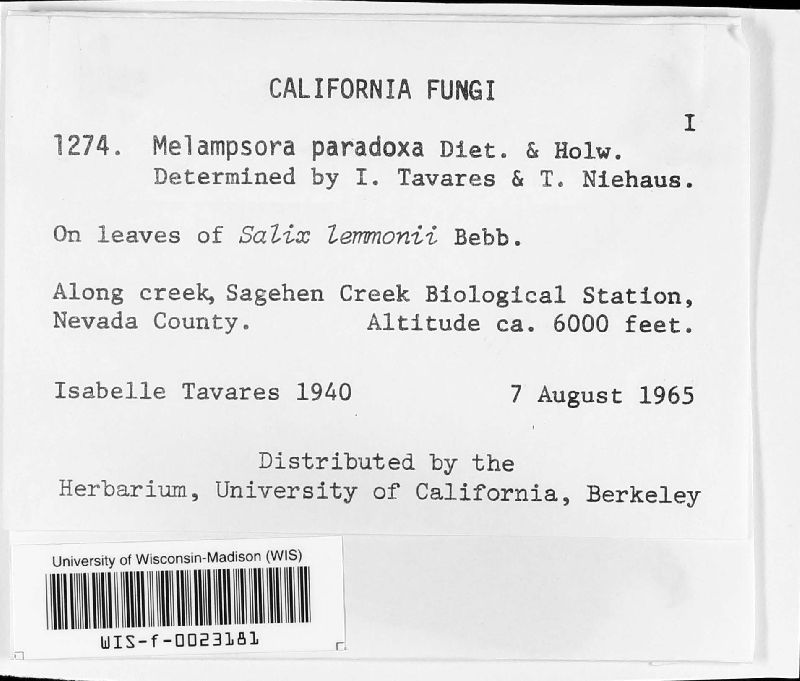 CALIFORNIA FUNGI
I
1274. Melampsora paradoxa Diet. & Holw.
Determined by I. Tavares & T. Niehaus.
On leaves of Salix lemmonii Bebb.
Along creek, Sagehen Creek Biological Station,
Nevada County. Altitude ca. 6000 feet.
Isabelle Tavares 1940 7 August 1965
Distributed by the
Herbarium, University of California, Berkeley
University of Wisconsin-Madison (WIS)
WIS-f-0023181